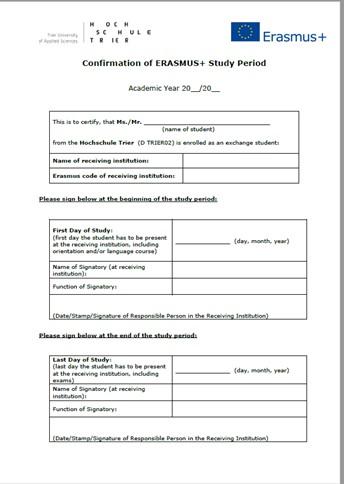 Trier University
of Applied Sciences
H O C H
S C H U L E
T R I E R
Erasmus+
Confirmation of ERASMUS+ Study Period
Academic Year 20__/20__
This is to certify, that Ms./Mr. ______________________________
(name of student)
from the Hochschule Trier (D TRIER02) is enrolled as an exchange student:
Name of receiving institution:
Erasmus code of receiving institution:
Please sign below at the beginning of the study period:
First Day of Study:
(first day the student has to be present
at the receiving institution, including
orientation and/or language course)
_____________ (day, month, year)
Name of Signatory (at receiving
institution):
Function of Signatory:
(Date/Stamp/Signature of Responsible Person in the Receiving Institution)
Please sign below at the end of the study period:
Last Day of Study:
(last day the student has to be present
at the receiving institution, including
exams)
_____________ (day, month, year)
Name of Signatory (at receiving
institution):
Function of Signatory:
(Date/Stamp/Signature of Responsible Person in the Receiving Institution)